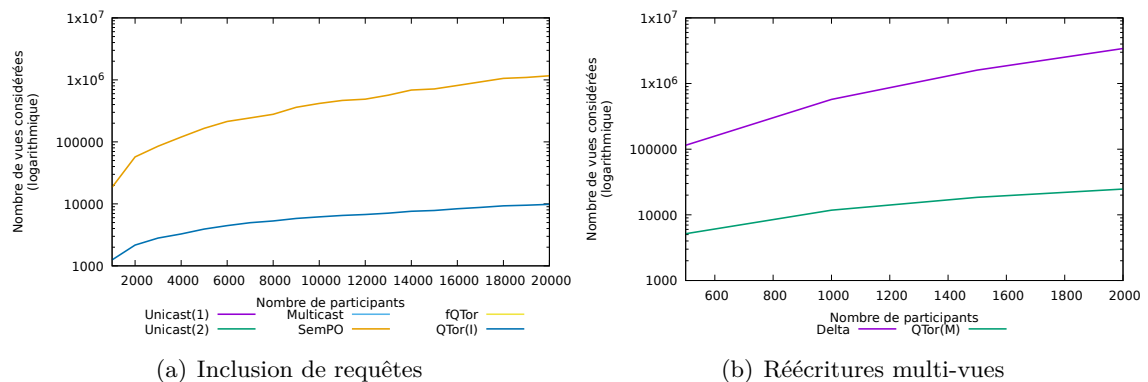 Nombre de vues considérées
(logarithmique)
1x10^7
1x10^6
100000
10000
1000
2000 4000 6000 8000 10000 12000 14000 16000 18000 20000
Nombre de participants
Unicast(1) Multicast fQTor
Unicast(2) SemPO QTor(I)
(a) Inclusion de requêtes
Nombre de vues considérées
(logarithmique)
1x10^7
1x10^6
100000
10000
1000
600 800 1000 1200 1400 1600 1800 2000
Nombre de participants
Delta QTor(M)
(b) Réécritures multi-vues